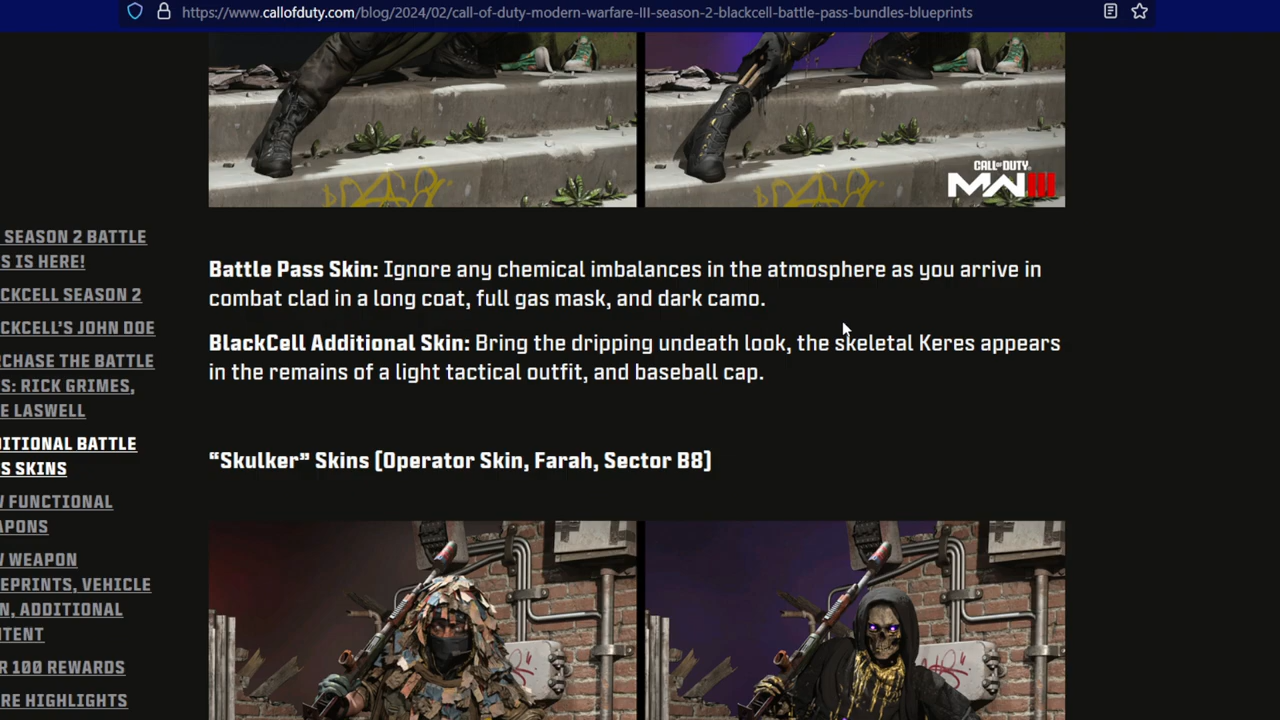 https://www.callofduty.com/blog/2024/02/call-of-duty-modern-warfare-III-season-2-blackcell-battle-pass-bundles-blueprints
CALL OF DUTY
MWIII
SEASON 2 BATTLE
S IS HERE!
CKCELL SEASON 2
CKCELL'S JOHN DOE
RCHASE THE BATTLE
S: RICK GRIMES,
E LASWELL
DITIONAL BATTLE
S SKINS
W FUNCTIONAL
APONS
W WEAPON
EPRINTS, VEHICLE
N, ADDITIONAL
NTENT
R 100 REWARDS
RE HIGHLIGHTS
Battle Pass Skin: Ignore any chemical imbalances in the atmosphere as you arrive in
combat clad in a long coat, full gas mask, and dark camo.
BlackCell Additional Skin: Bring the dripping undeath look, the skeletal Keres appears
in the remains of a light tactical outfit, and baseball cap.
“Skulker” Skins (Operator Skin, Farah, Sector B8)